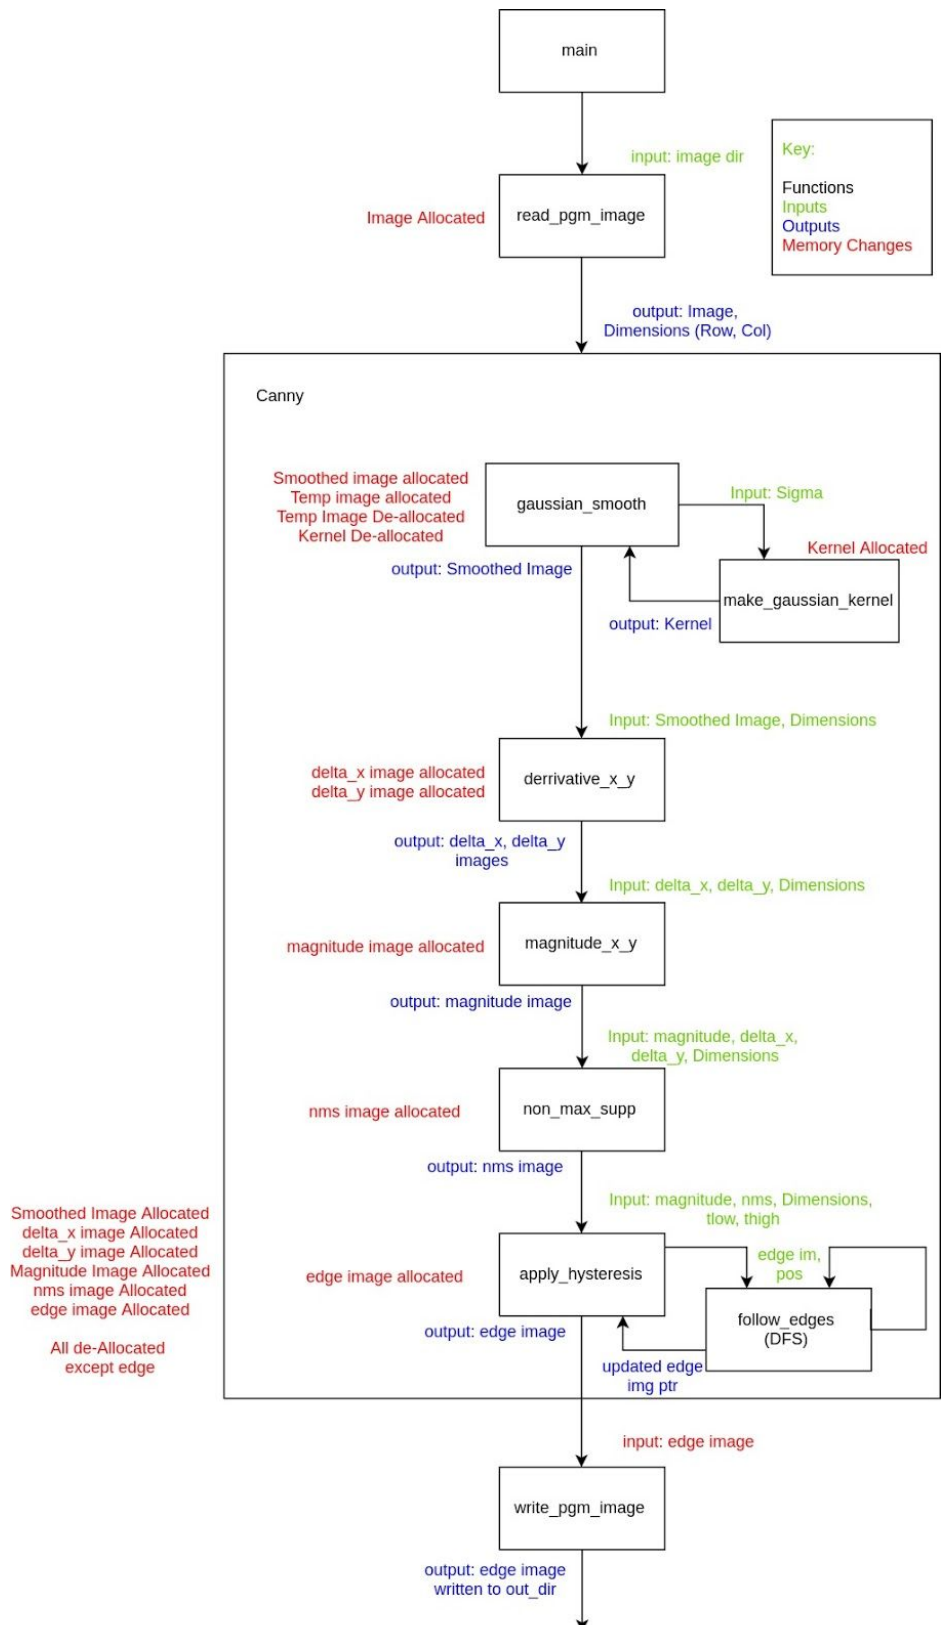 main
input: image dir
Key:
Functions
Inputs
Outputs
Memory Changes
Image Allocated
read_pgm_image
output: Image,
Dimensions (Row, Col)
Canny
Smoothed image allocated
Temp image allocated
Temp Image De-allocated
Kernel De-allocated
gaussian_smooth
Input: Sigma
Kernel Allocated
output: Smoothed Image
make_gaussian_kernel
output: Kernel
Input: Smoothed Image, Dimensions
delta_x image allocated
delta_y image allocated
derrivative_x_y
output: delta_x, delta_y
images
Input: delta_x, delta_y, Dimensions
magnitude image allocated
magnitude_x_y
output: magnitude image
Input: magnitude, delta_x,
delta_y, Dimensions
nms image allocated
non_max_supp
output: nms image
Input: magnitude, nms, Dimensions,
tlow, thigh
Smoothed Image Allocated
delta_x image Allocated
delta_y image Allocated
Magnitude Image Allocated
nms image Allocated
edge image Allocated
All de-Allocated
except edge
edge image allocated
apply_hysteresis
edge im,
pos
output: edge image
follow_edges
(DFS)
updated edge
img ptr
input: edge image
write_pgm_image
output: edge image
written to out_dir